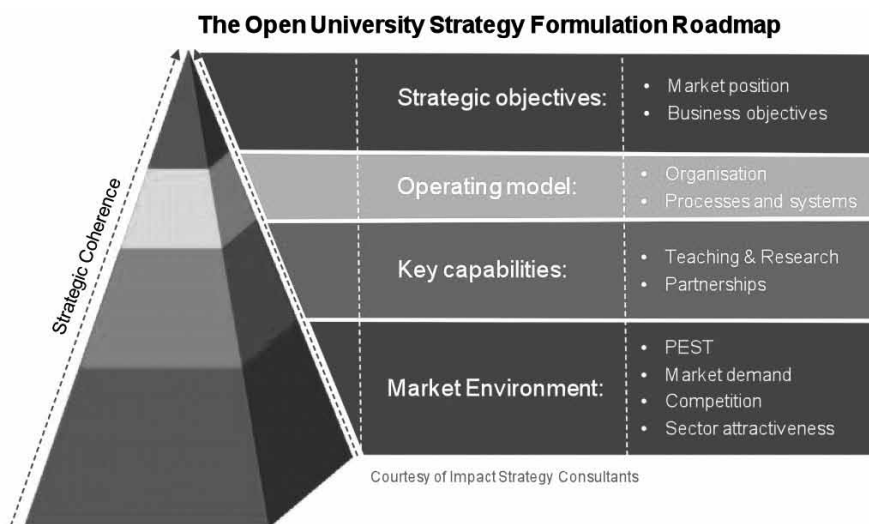 The Open University Strategy Formulation Roadmap
Strategic Coherence
Strategic objectives:
• Market position
• Business objectives
Operating model:
• Organisation
• Processes and systems
Key capabilities:
• Teaching & Research
• Partnerships
Market Environment:
• PEST
• Market demand
• Competition
• Sector attractiveness
Courtesy of Impact Strategy Consultants